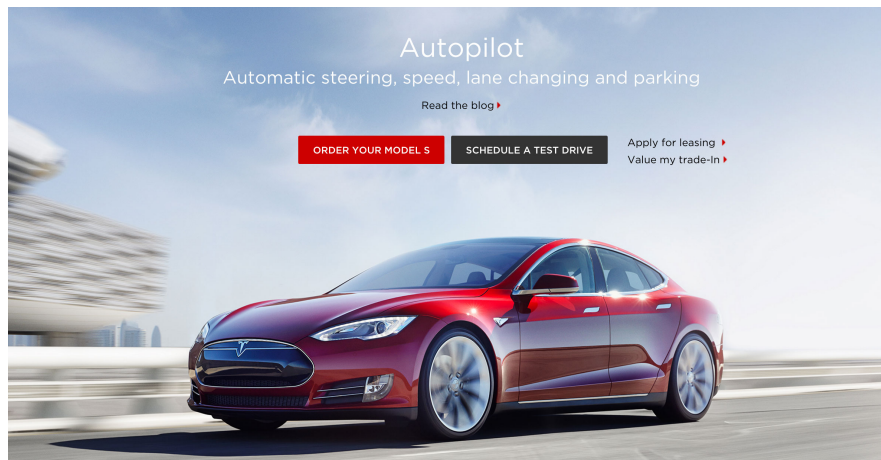 Autopilot
Automatic steering, speed, lane changing and parking
Read the blog
ORDER YOUR MODEL S
SCHEDULE A TEST DRIVE
Apply for leasing
Value my trade-In